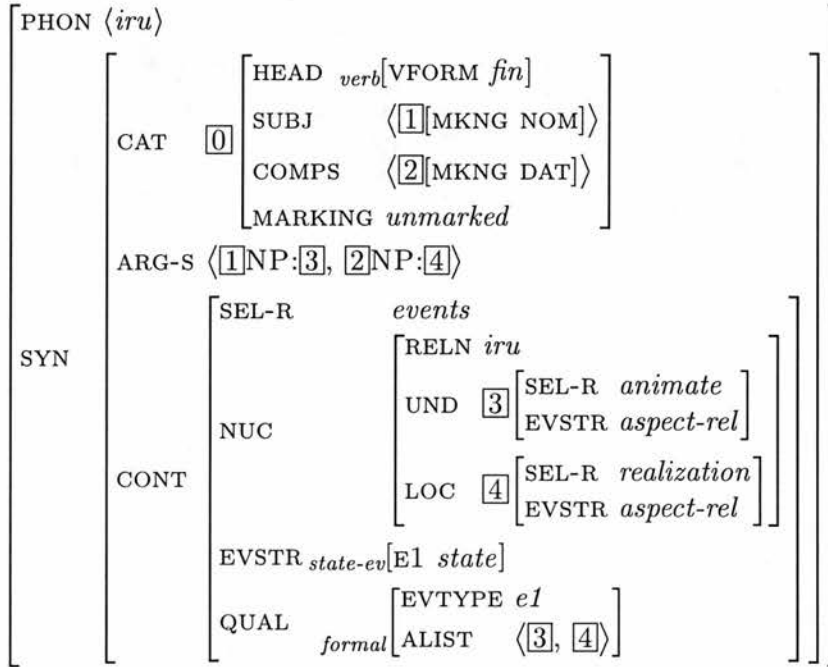 PHON ⟨iru⟩
HEAD verb[VFORM fin]
SUBJ ⟨1[MKNG NOM]⟩
CAT 0
COMPS ⟨2[MKNG DAT]⟩
MARKING unmarked
ARG-S ⟨1NP:3, 2NP:4⟩
SEL-R events
SYN
RELN iru
UND 3 SEL-R animate
EVSTR aspect-rel
NUC
CONT
LOC 4 SEL-R realization
EVSTR aspect-rel
EVSTR state-ev[E1 state]
QUAL formal EVTYPE e1
ALIST ⟨3, 4⟩